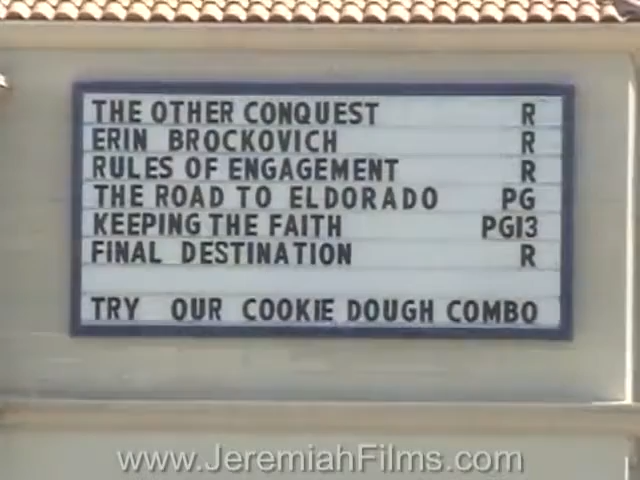 THE OTHER CONQUEST R
ERIN BROCKOVICH R
RULES OF ENGAGEMENT R
THE ROAD TO ELDORADO PG
KEEPING THE FAITH PG13
FINAL DESTINATION R
TRY OUR COOKIE DOUGH COMBO
www.JeremiahFilms.com